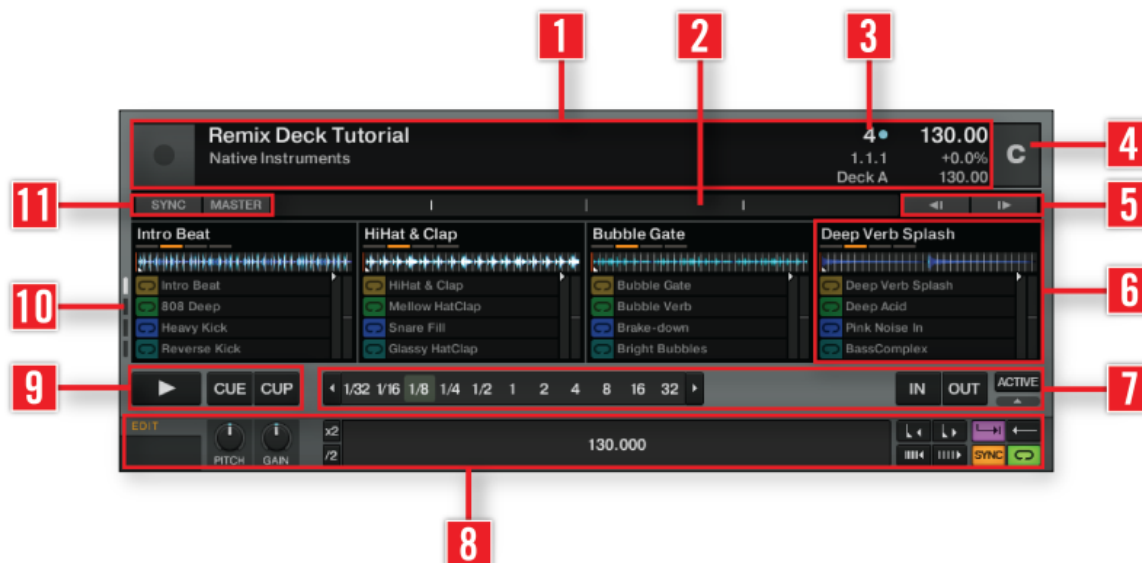 1 2 3
Remix Deck Tutorial 4 130.00
Native Instruments 1.1.1 +0.0%
Deck A 130.00
C
4
11 SYNC MASTER
5
Intro Beat HiHat & Clap Bubble Gate Deep Verb Splash
Intro Beat HiHat & Clap Bubble Gate Deep Verb Splash
6
10 808 Deep Mellow HatClap Bubble Verb Deep Acid
Heavy Kick Snare Fill Brake-down Pink Noise In
Reverse Kick Glassy HatClap Bright Bubbles BassComplex
9 CUE CUP 1/32 1/16 1/8 1/4 1/2 1 2 4 8 16 32 IN OUT ACTIVE 7
EDIT x2
130.000
PITCH GAIN /2 SYNC
8